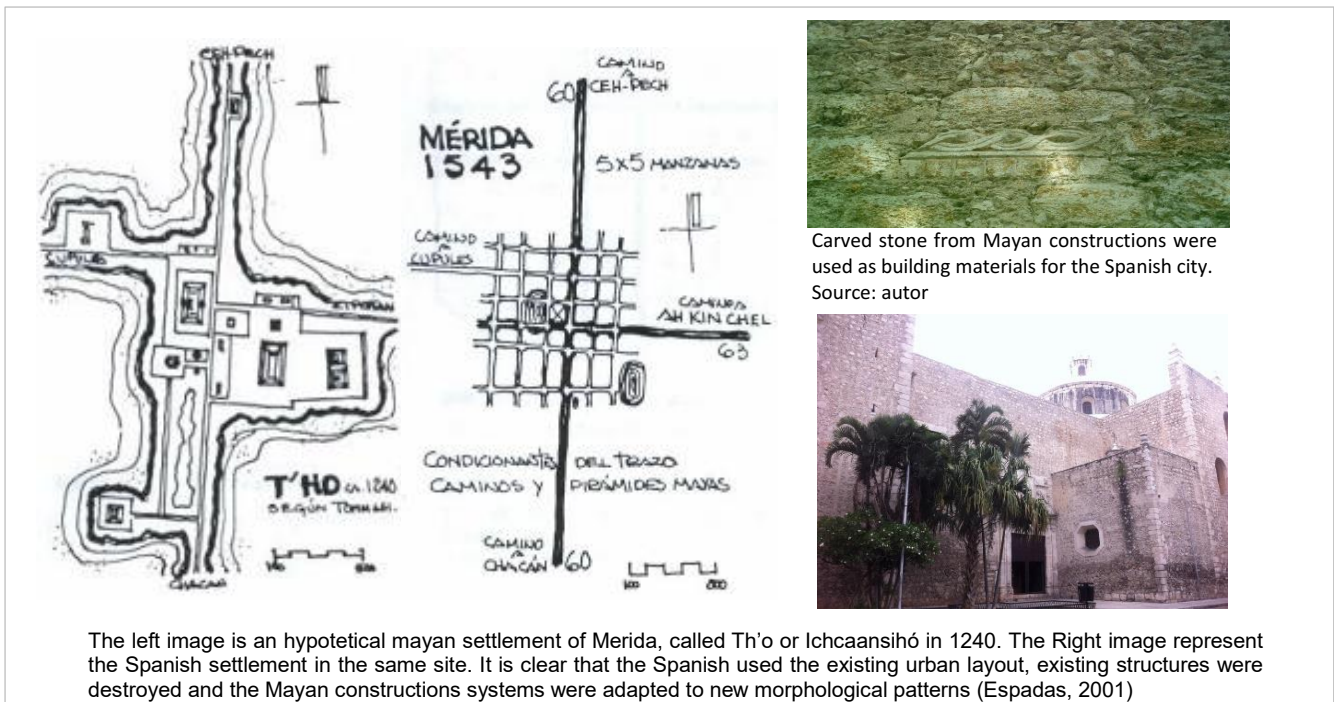 CEH-PECH
CUPULES
T'HO ca. 1240
SEGÚN TOMMASI.
100
CHACAN
CAMINO
A
CEH-PECH
60
MÉRIDA
1543
5X5 MANZANAS
CAMINO
A
CUPULES
CAMINO A
AH KIN CHEL
63
CONDICIONANTES DEL TRAZO
CAMINOS Y PIRÁMIDES MAYAS
CAMINO
A
CHACÁN
60
100
Carved stone from Mayan constructions were
used as building materials for the Spanish city.
Source: autor
The left image is an hypotetical mayan settlement of Merida, called Th’o or Ichcaansihó in 1240. The Right image represent
the Spanish settlement in the same site. It is clear that the Spanish used the existing urban layout, existing structures were
destroyed and the Mayan constructions systems were adapted to new morphological patterns (Espadas, 2001)